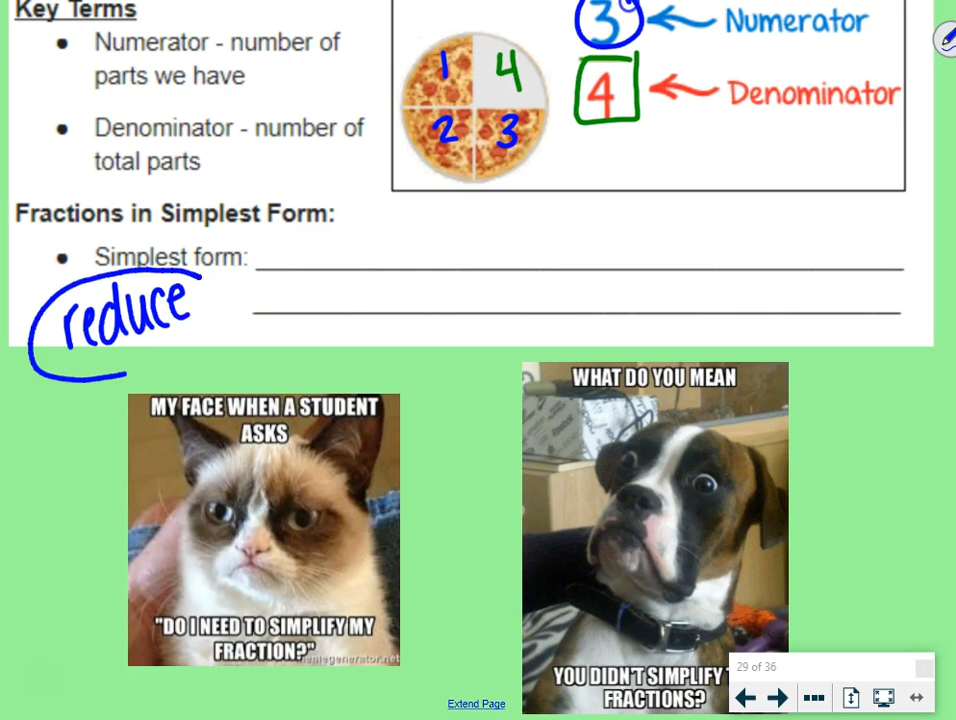 Key Terms
● Numerator - number of
parts we have
● Denominator - number of
total parts
1 4
2 3
3 Numerator
4 Denominator
Fractions in Simplest Form:
● Simplest form:
reduce
MY FACE WHEN A STUDENT
ASKS
"DO I NEED TO SIMPLIFY MY
FRACTION?"
memegenerator.net
WHAT DO YOU MEAN
YOU DIDN'T SIMPLIFY
FRACTIONS?
29 of 36
Extend Page